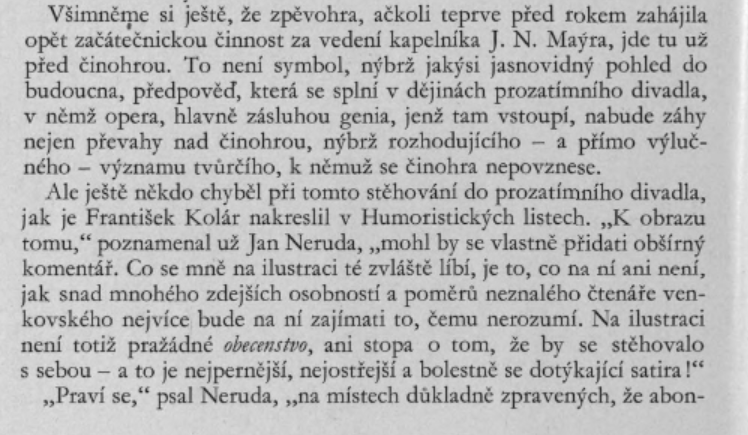 Všimněme si ještě, že zpěvohra, ačkoli teprve před rokem zahájila
opět začátečnickou činnost za vedení kapelníka J. N. Maýra, jde tu už
před činohrou. To není symbol, nýbrž jakýsi jasnovidný pohled do
budoucna, předpověď, která se splní v dějinách prozatímního divadla,
v němž opera, hlavně zásluhou genia, jenž tam vstoupí, nabude záhy
nejen převahy nad činohrou, nýbrž rozhodujícího – a přímo výluč-
ného – významu tvůrčího, k němuž se činohra nepovznese.
Ale ještě někdo chyběl při tomto stěhování do prozatímního divadla,
jak je František Kolár nakreslil v Humoristických listech. „K obrazu
tomu,“ poznamenal už Jan Neruda, „mohl by se vlastně přidati obšírný
komentář. Co se mně na ilustraci té zvláště líbí, je to, co na ní ani není,
jak snad mnohého zdejších osobností a poměrů neznalého čtenáře ven-
kovského nejvíce bude na ní zajímati to, čemu nerozumí. Na ilustraci
není totiž pražádné obecenstvo, ani stopa o tom, že by se stěhovalo
s sebou – a to je nejpernější, nejostřejší a bolestně se dotýkající satira!“
„Praví se,“ psal Neruda, „na místech důkladně zpravených, že abon-